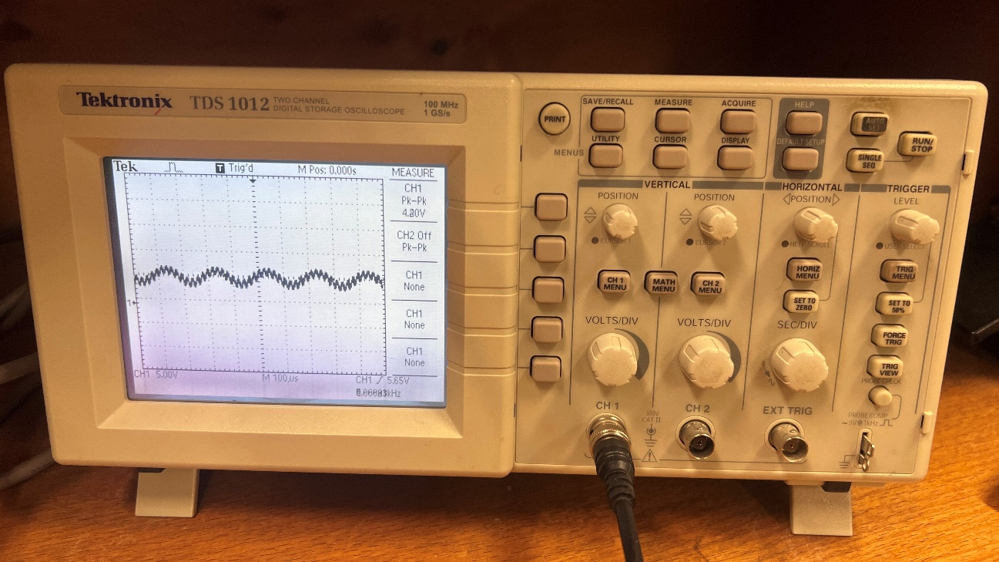 Tektronix TDS 1012 TWO CHANNEL
DIGITAL STORAGE OSCILLOSCOPE
100 MHz
1 GS/s
Tek T Trig'd M Pos: 0.000s MEASURE
CH1
Pk-Pk
CH2 Off
Pk-Pk
CH1
None
CH1
None
CH1
None
1
CH1 5.00V M 100µs CH1 5.65V
kHz
PRINT
SAVE/RECALL MEASURE ACQUIRE
MENUS UTILITY CURSOR DISPLAY
HELP
DEFAULT SETUP
AUTO
SET
RUN/
STOP
SINGLE
SEQ
VERTICAL
POSITION POSITION
CURSOR 1 CURSOR 2
CH 1
MENU
MATH
MENU
CH 2
MENU
VOLTS/DIV VOLTS/DIV
CH 1 CH 2
300V
CAT II
HORIZONTAL
POSITION
HELP SCROLL
HORIZ
MENU
SET TO
ZERO
SEC/DIV
EXT TRIG
TRIGGER
LEVEL
USER SELECT
TRIG
MENU
SET TO
50%
FORCE
TRIG
TRIG
VIEW
PROBE CHECK
PROBE COMP
~5V@1kHz